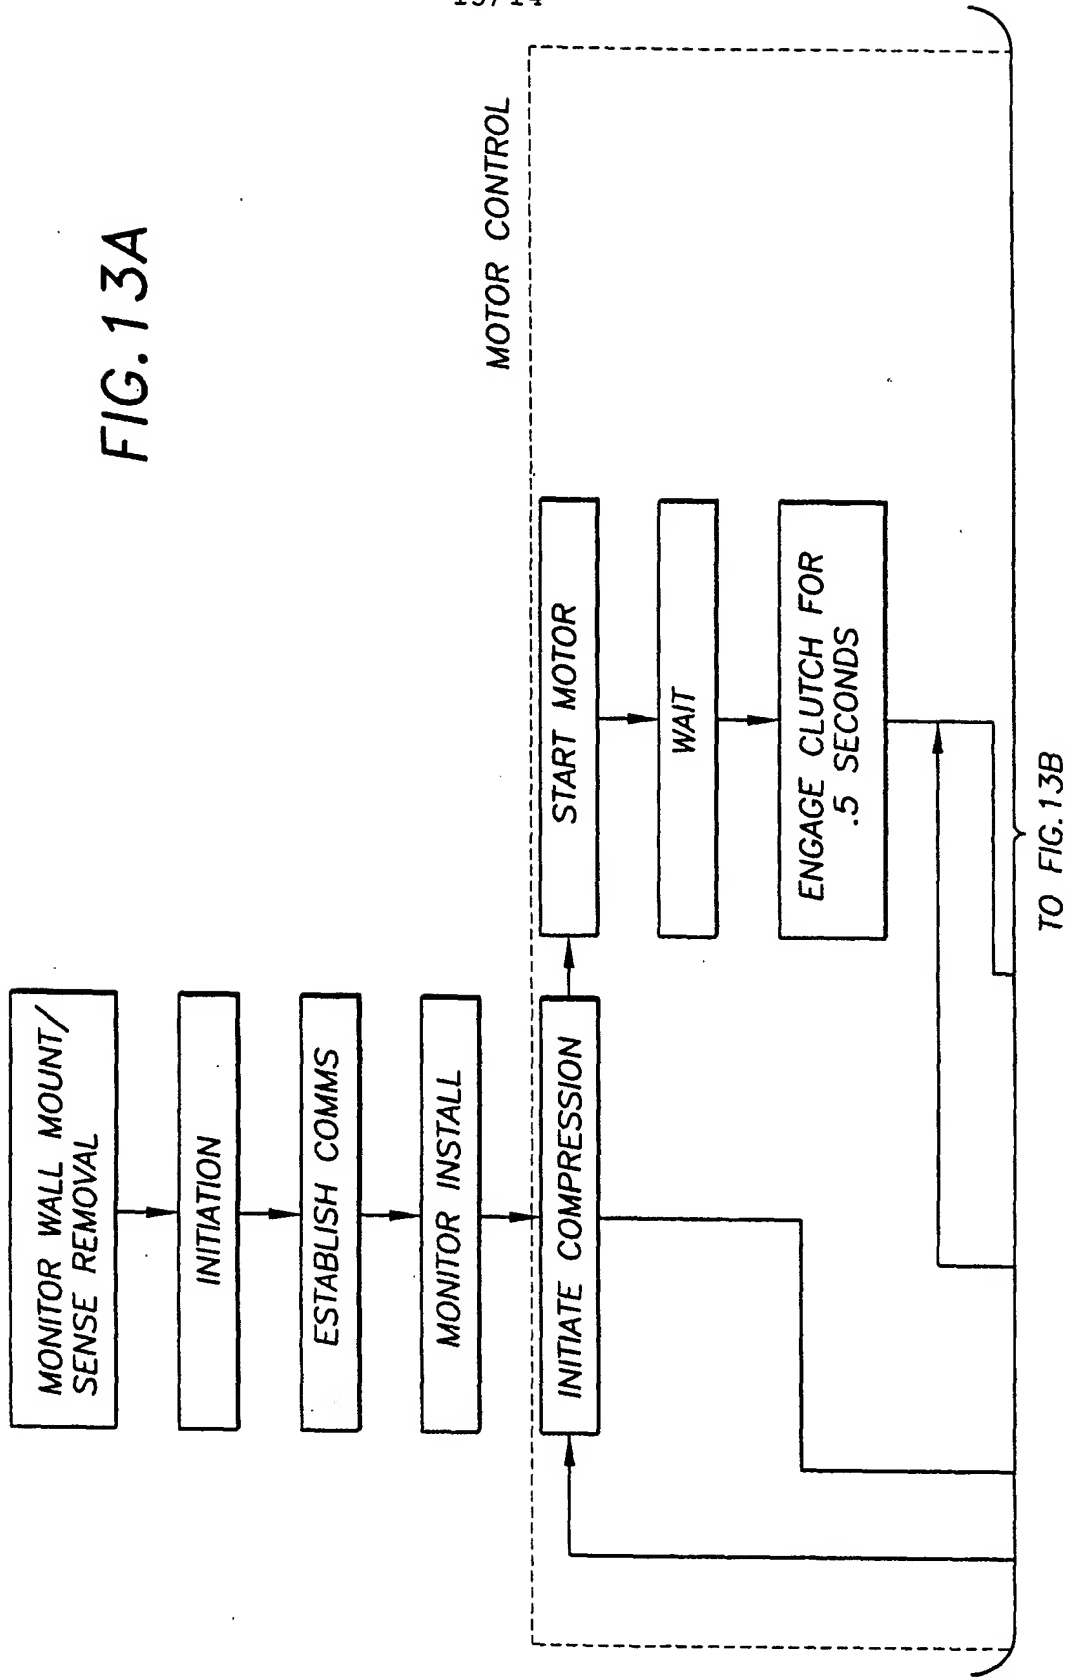 FIG.13A
MONITOR WALL MOUNT/
SENSE REMOVAL
INITIATION
ESTABLISH COMMS
MONITOR INSTALL
MOTOR CONTROL
INITIATE COMPRESSION
START MOTOR
WAIT
ENGAGE CLUTCH FOR
.5 SECONDS
TO FIG.13B